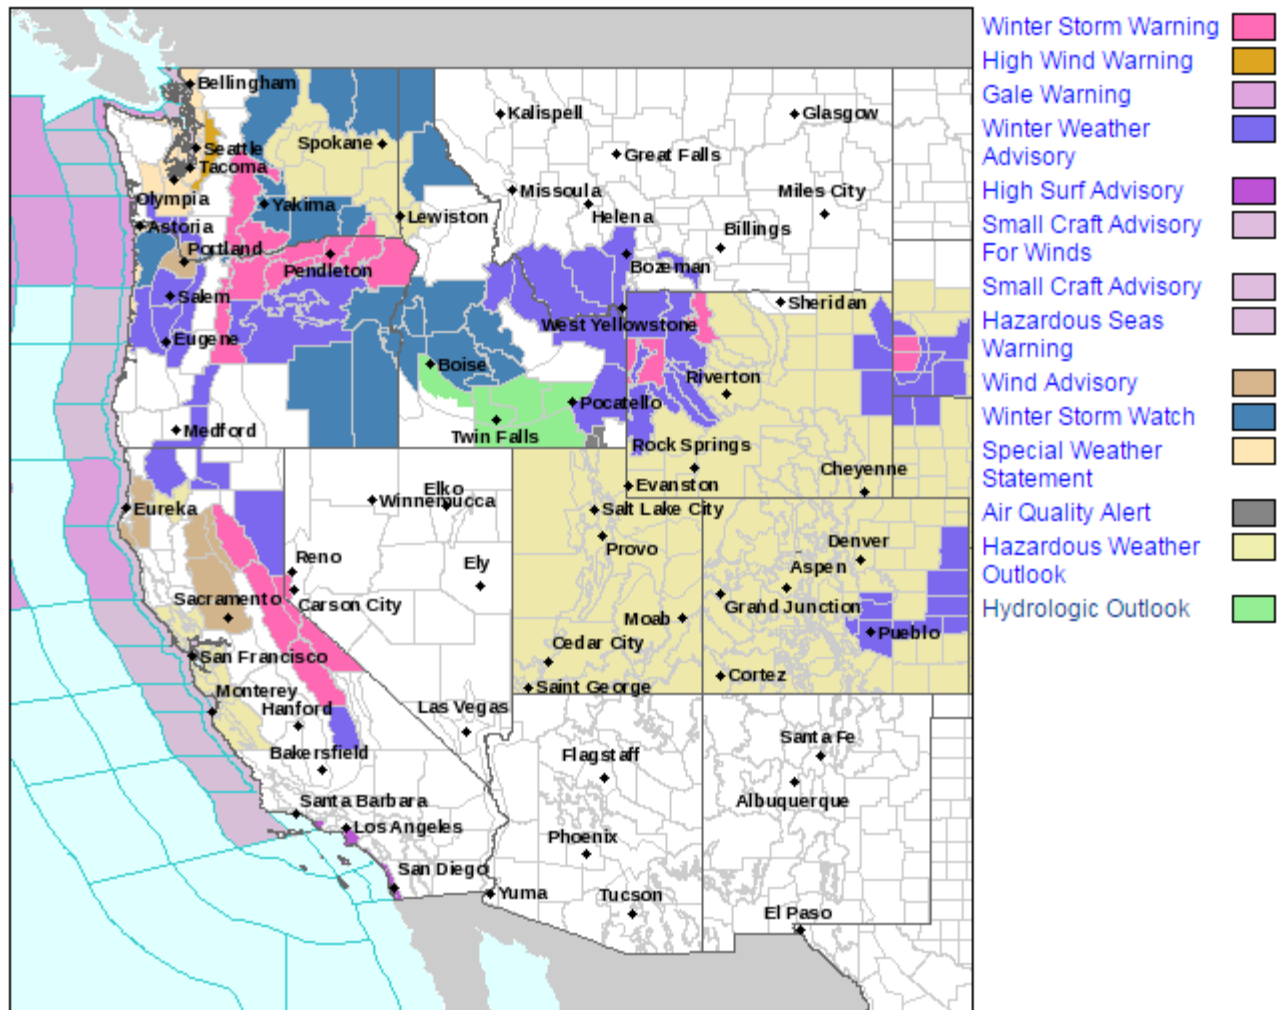 Winter Storm Warning
High Wind Warning
Gale Warning
Winter Weather
Advisory
High Surf Advisory
Small Craft Advisory
For Winds
Small Craft Advisory
Hazardous Seas
Warning
Wind Advisory
Winter Storm Watch
Special Weather
Statement
Air Quality Alert
Hazardous Weather
Outlook
Hydrologic Outlook
Bellingham
Kalispell
Glasgow
Seattle
Spokane
Great Falls
Tacoma
Olympia
Yakima
Missoula
Miles City
Lewiston
Helena
Astoria
Billings
Portland
Pendleton
Bozeman
Salem
Sheridan
West Yellowstone
Eugene
Boise
Riverton
Pocatello
Medford
Twin Falls
Rock Springs
Cheyenne
Evanston
Elko
Winnemucca
Eureka
Salt Lake City
Provo
Denver
Reno
Ely
Aspen
Sacramento
Carson City
Grand Junction
Moab
Pueblo
Cedar City
San Francisco
Cortez
Saint George
Monterey
Hanford
Las Vegas
Santa Fe
Bakersfield
Flagstaff
Santa Barbara
Albuquerque
Los Angeles
Phoenix
San Diego
Yuma
Tucson
El Paso